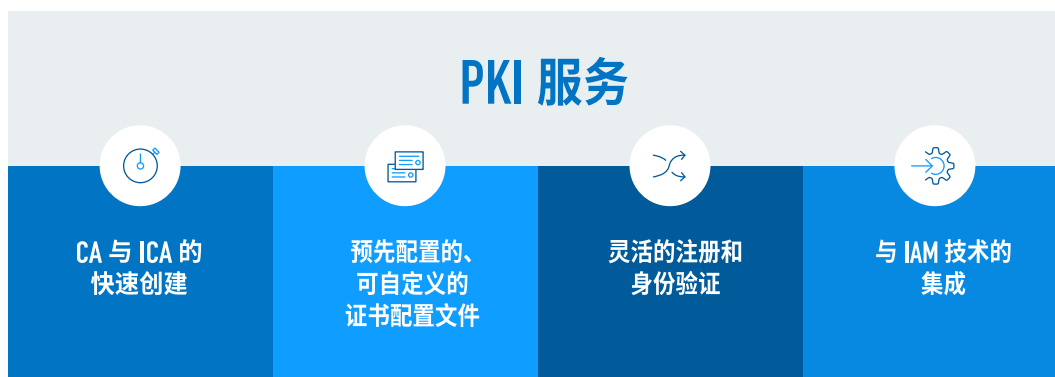 PKI 服务
CA 与 ICA 的
快速创建
预先配置的、
可自定义的
证书配置文件
灵活的注册和
身份验证
与 IAM 技术的
集成